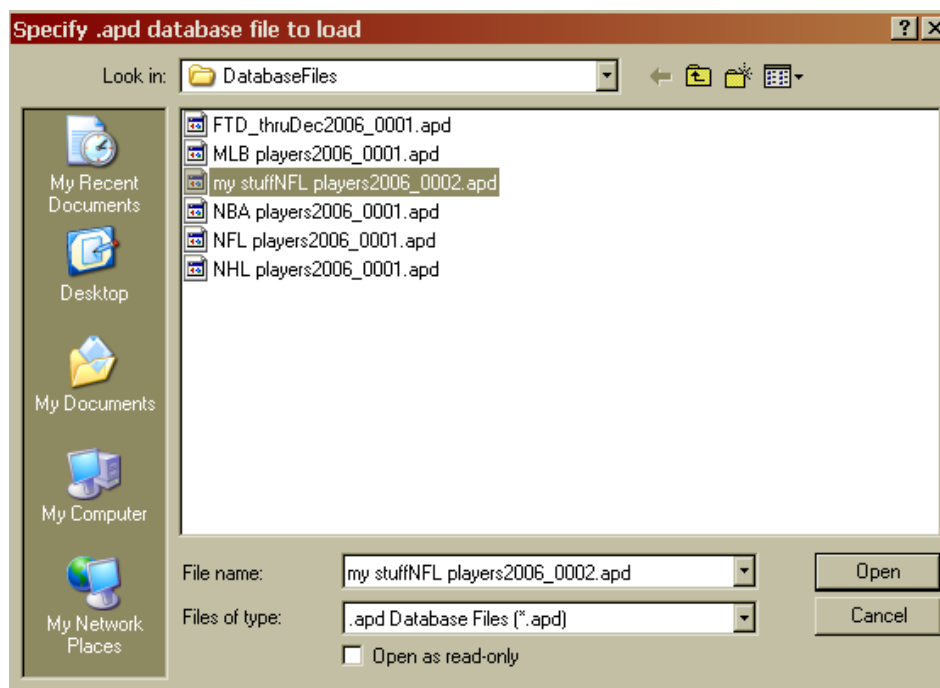 Specify .apd database file to load
Look in: DatabaseFiles
FTD_thruDec2006_0001.apd
MLB players2006_0001.apd
my stuffNFL players2006_0002.apd
NBA players2006_0001.apd
NFL players2006_0001.apd
NHL players2006_0001.apd
My Recent
Documents
Desktop
My Documents
My Computer
My Network
Places
File name: my stuffNFL players2006_0002.apd Open
Files of type: .apd Database Files (*.apd) Cancel
Open as read-only